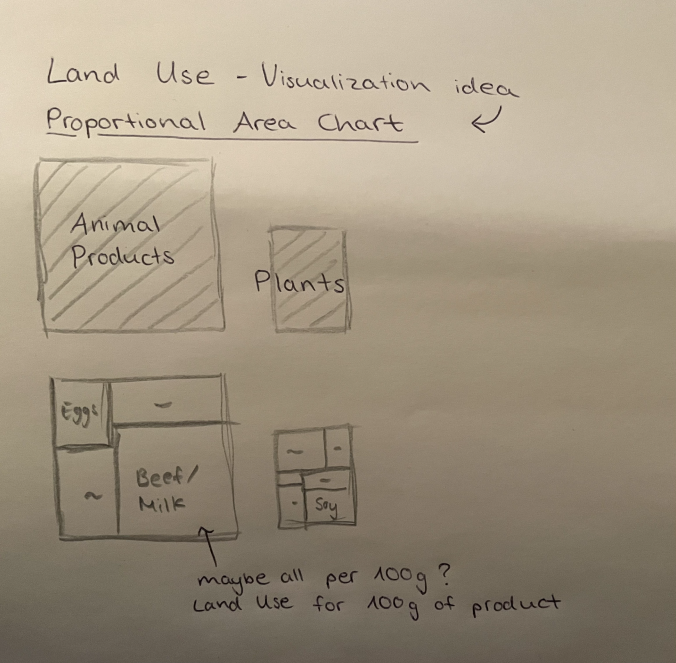 Land Use - Visualization idea
Proportional Area Chart
Animal
Products
Plants
Eggs
Beef/
Milk
Soy
maybe all per 100g ?
Land Use for 100g of product